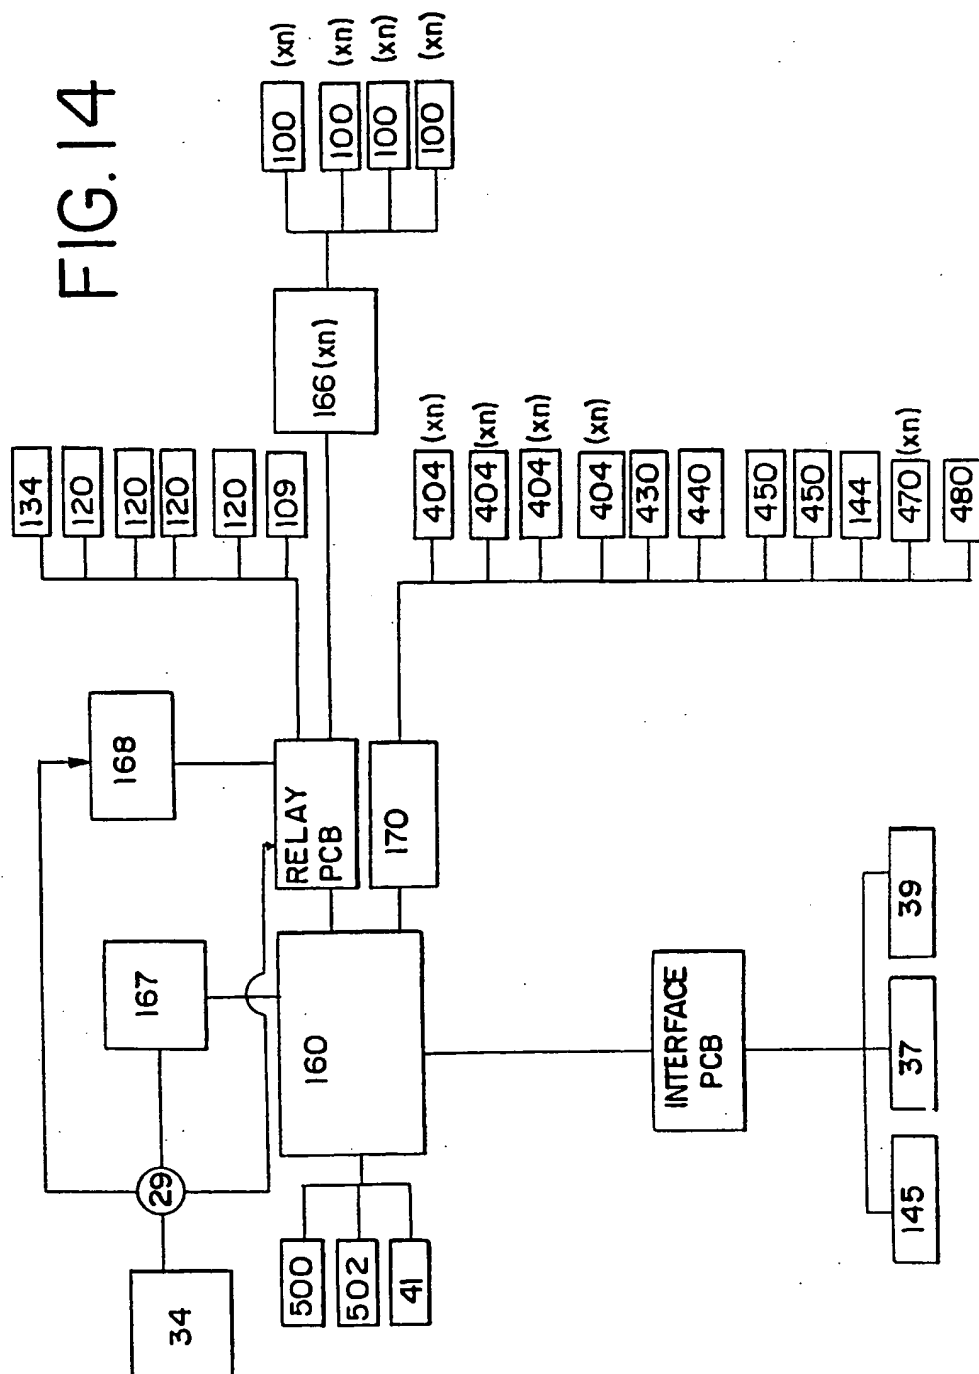 FIG. 14
34
29
167
168
500
502
41
160
RELAY
PCB
170
134
120
120
120
120
109
166 (xn)
100 (xn)
100 (xn)
100 (xn)
100 (xn)
404 (xn)
404 (xn)
404 (xn)
404 (xn)
430
440
450
450
144
470 (xn)
480
INTERFACE
PCB
145
37
39